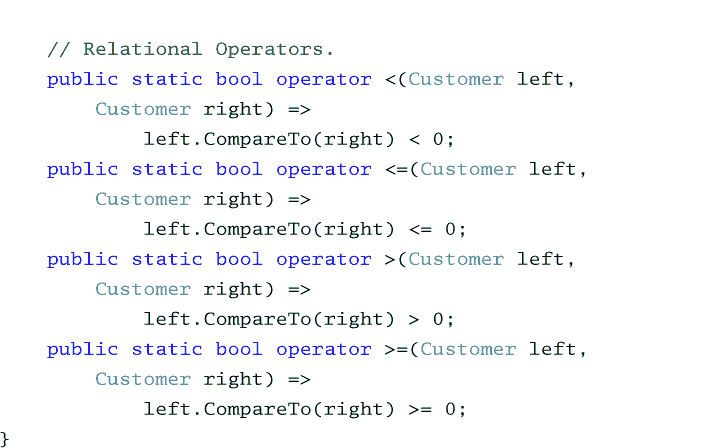 // Relational Operators.
public static bool operator <(Customer left,
Customer right) =>
left.CompareTo(right) < 0;
public static bool operator <=(Customer left,
Customer right) =>
left.CompareTo(right) <= 0;
public static bool operator >(Customer left,
Customer right) =>
left.CompareTo(right) > 0;
public static bool operator >=(Customer left,
Customer right) =>
left.CompareTo(right) >= 0;
}